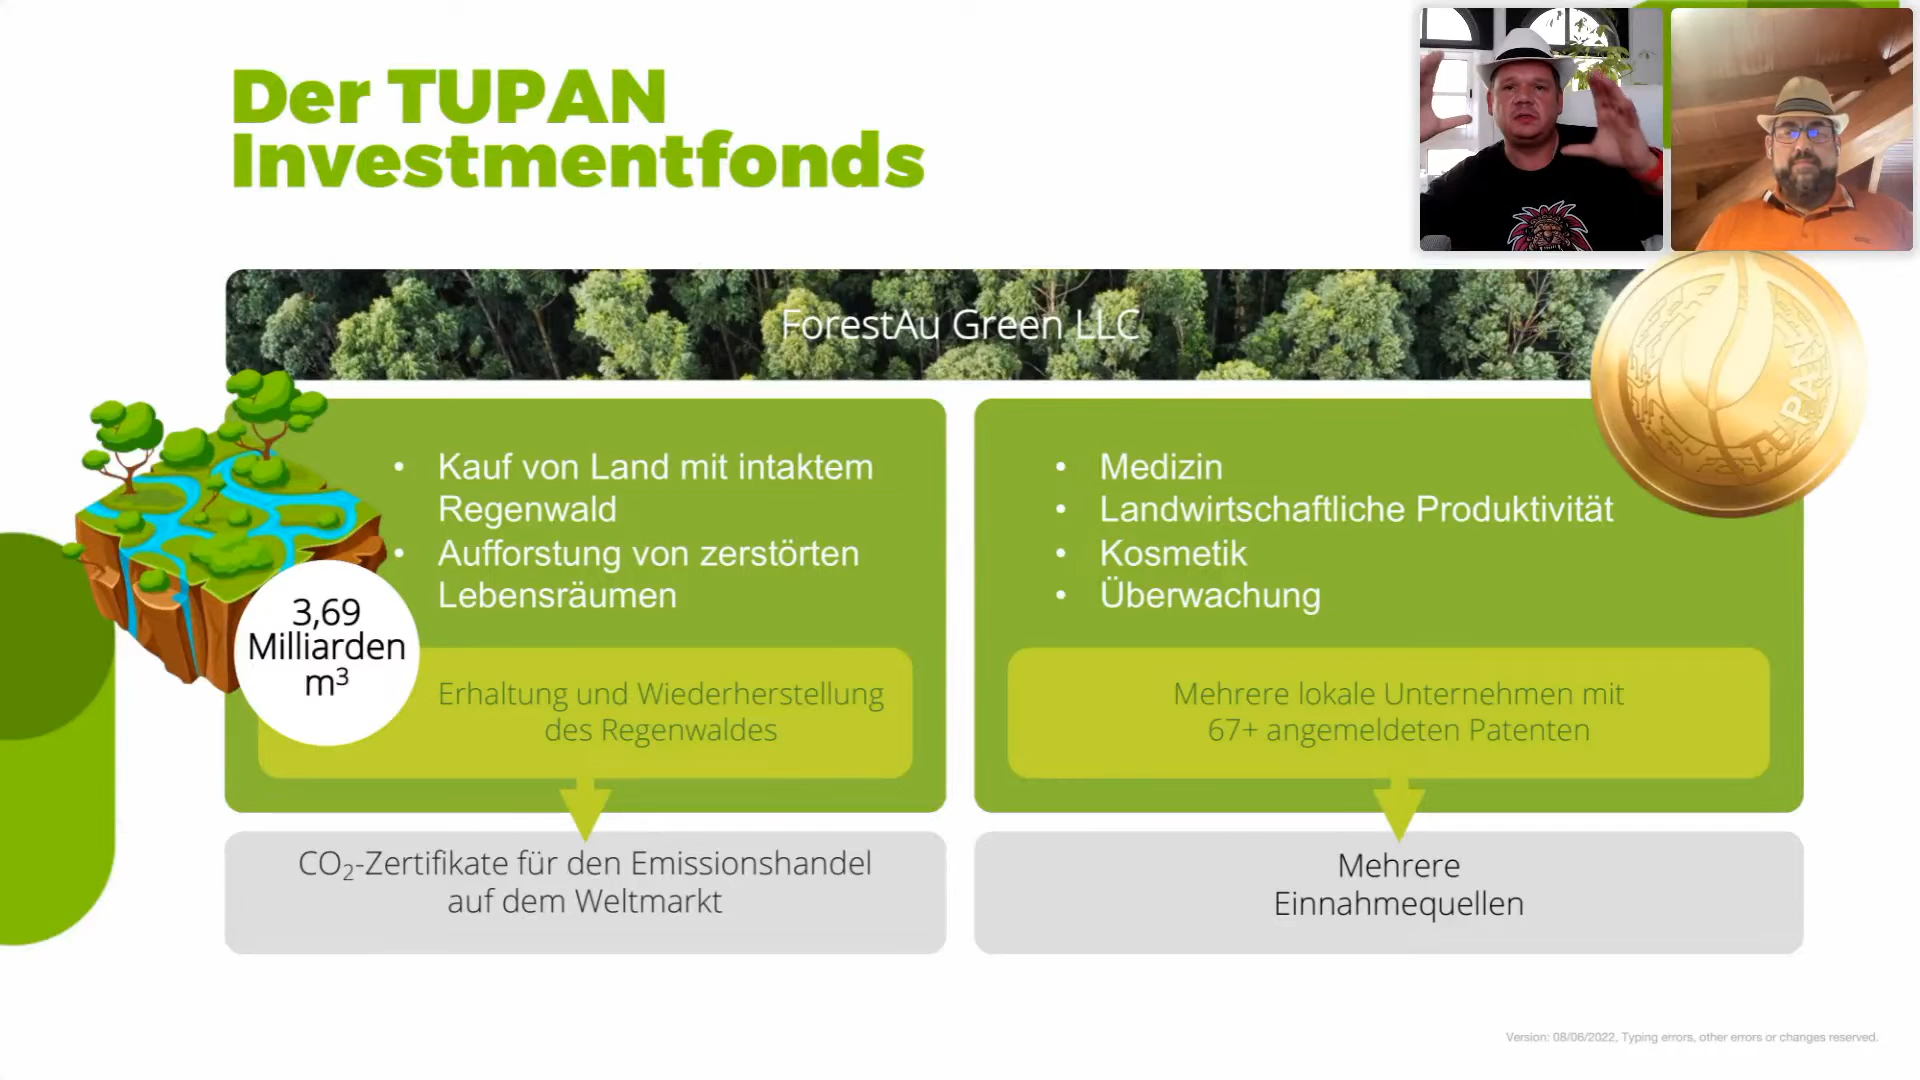 Der TUPAN
Investmentfonds
ForestAu Green LLC
TUPAN
• Kauf von Land mit intaktem
Regenwald
• Aufforstung von zerstörten
Lebensräumen
3,69
Milliarden
m³
Erhaltung und Wiederherstellung
des Regenwaldes
CO₂-Zertifikate für den Emissionshandel
auf dem Weltmarkt
• Medizin
• Landwirtschaftliche Produktivität
• Kosmetik
• Überwachung
Mehrere lokale Unternehmen mit
67+ angemeldeten Patenten
Mehrere
Einnahmequellen
Version: 08/06/2022, Typing errors, other errors or changes reserved.